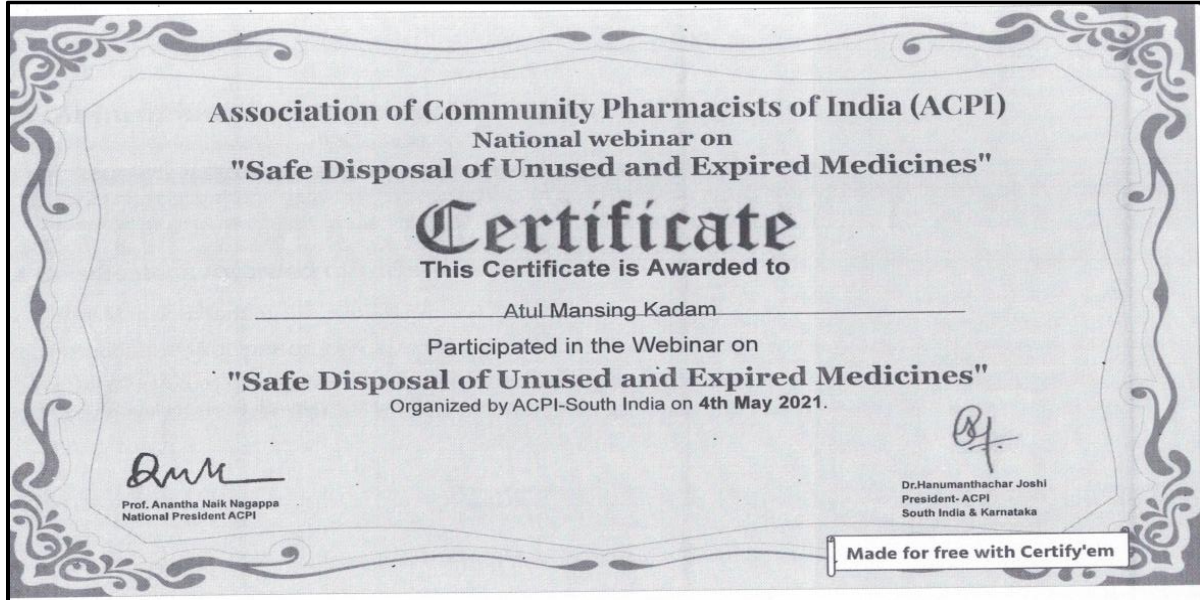 Association of Community Pharmacists of India (ACPI)
National webinar on
"Safe Disposal of Unused and Expired Medicines"
Certificate
This Certificate is Awarded to
Atul Mansing Kadam
Participated in the Webinar on
"Safe Disposal of Unused and Expired Medicines"
Organized by ACPI-South India on 4th May 2021.
Prof. Anantha Naik Nagappa
National President ACPI
Dr.Hanumanthachar Joshi
President- ACPI
South India & Karnataka
Made for free with Certify'em